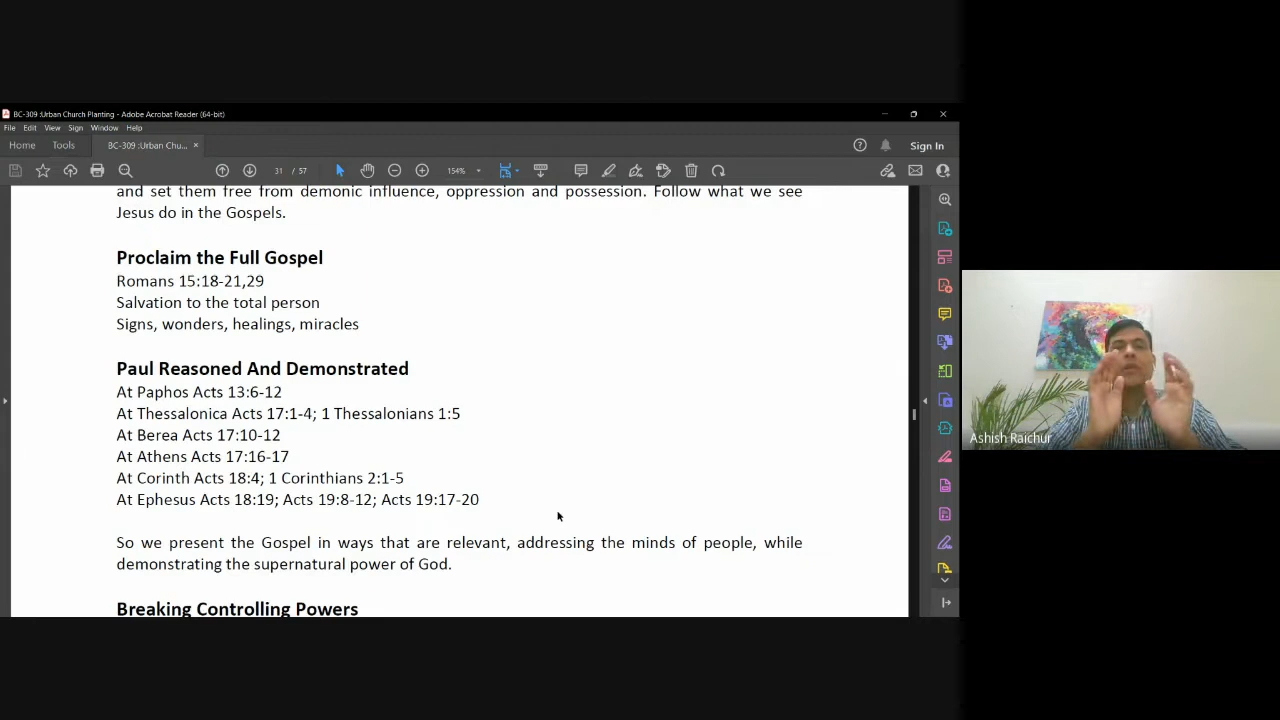 BC-309 :Urban Church Planting - Adobe Acrobat Reader (64-bit)
File Edit View Sign Window Help
Home Tools BC-309 :Urban Chu... × Sign In
31 / 57 154%
and set them free from demonic influence, oppression and possession. Follow what we see
Jesus do in the Gospels.
Proclaim the Full Gospel
Romans 15:18-21,29
Salvation to the total person
Signs, wonders, healings, miracles
Paul Reasoned And Demonstrated
At Paphos Acts 13:6-12
At Thessalonica Acts 17:1-4; 1 Thessalonians 1:5
At Berea Acts 17:10-12
At Athens Acts 17:16-17
At Corinth Acts 18:4; 1 Corinthians 2:1-5
At Ephesus Acts 18:19; Acts 19:8-12; Acts 19:17-20
So we present the Gospel in ways that are relevant, addressing the minds of people, while
demonstrating the supernatural power of God.
Breaking Controlling Powers
Ashish Raichur